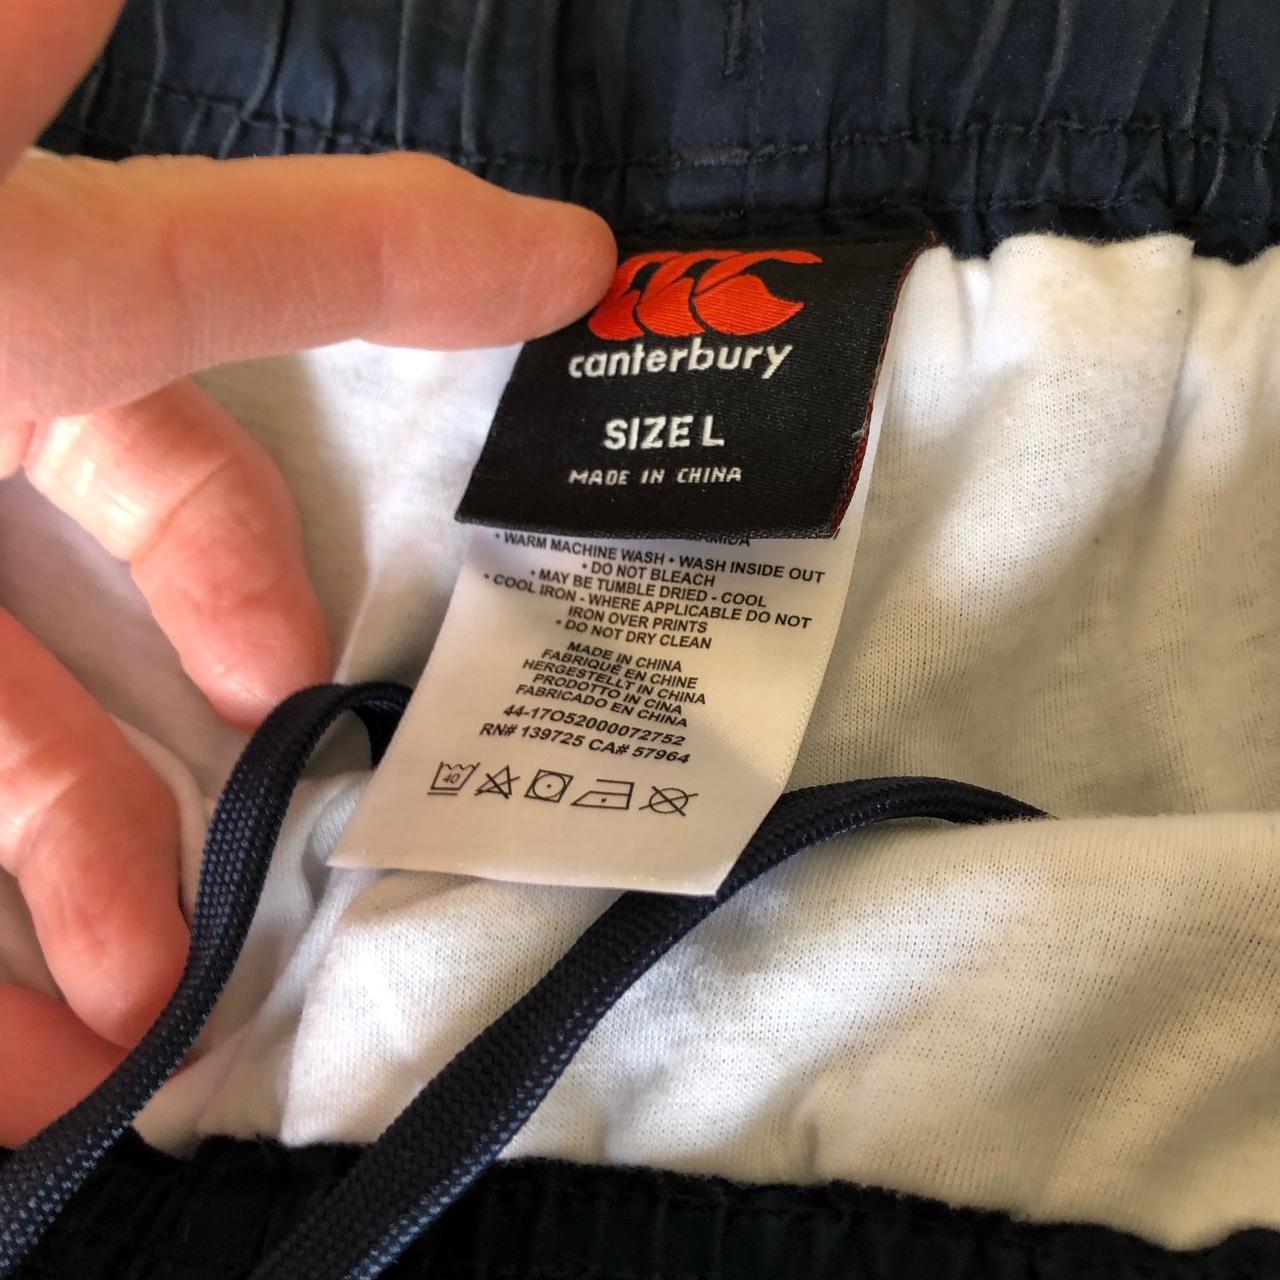 canterbury
SIZE L
MADE IN CHINA
• WARM MACHINE WASH • WASH INSIDE OUT
• DO NOT BLEACH
• MAY BE TUMBLE DRIED - COOL
• COOL IRON - WHERE APPLICABLE DO NOT
IRON OVER PRINTS
• DO NOT DRY CLEAN
MADE IN CHINA
FABRIQUÉ EN CHINE
HERGESTELLT IN CHINA
PRODOTTO IN CINA
FABRICADO EN CHINA
44-17O52000072752
RN# 139725 CA# 57964
40